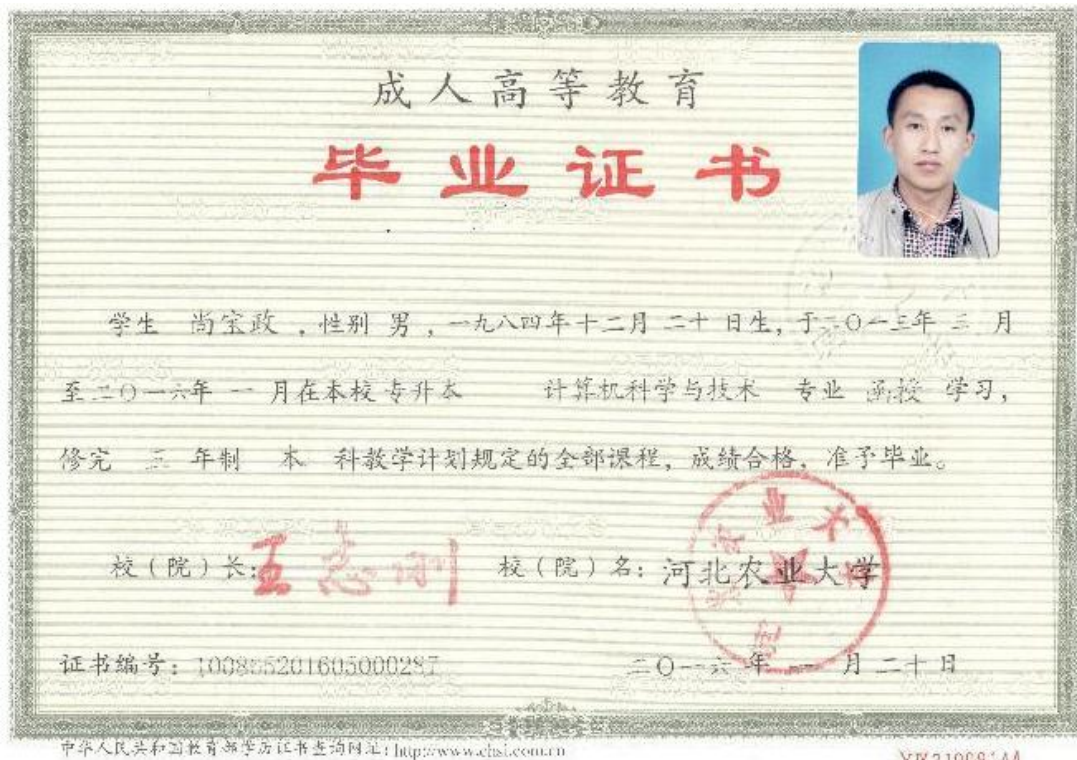 成人高等教育
毕业证书
学生 尚宝政 ，性别 男 ，一九八四年十二月 二十 日生，于二〇一三年 三 月
至二〇一六年 一 月在本校 专升本 计算机科学与技术 专业 函授 学习，
修完 三 年制 本 科教学计划规定的全部课程，成绩合格，准予毕业。
校（院）长：王志刚 校（院）名：河北农业大学
证书编号： 二〇一六 年 一 月 二十 日
中华人民共和国教育部学历证书查询网址：http://www.chsi.com.cn